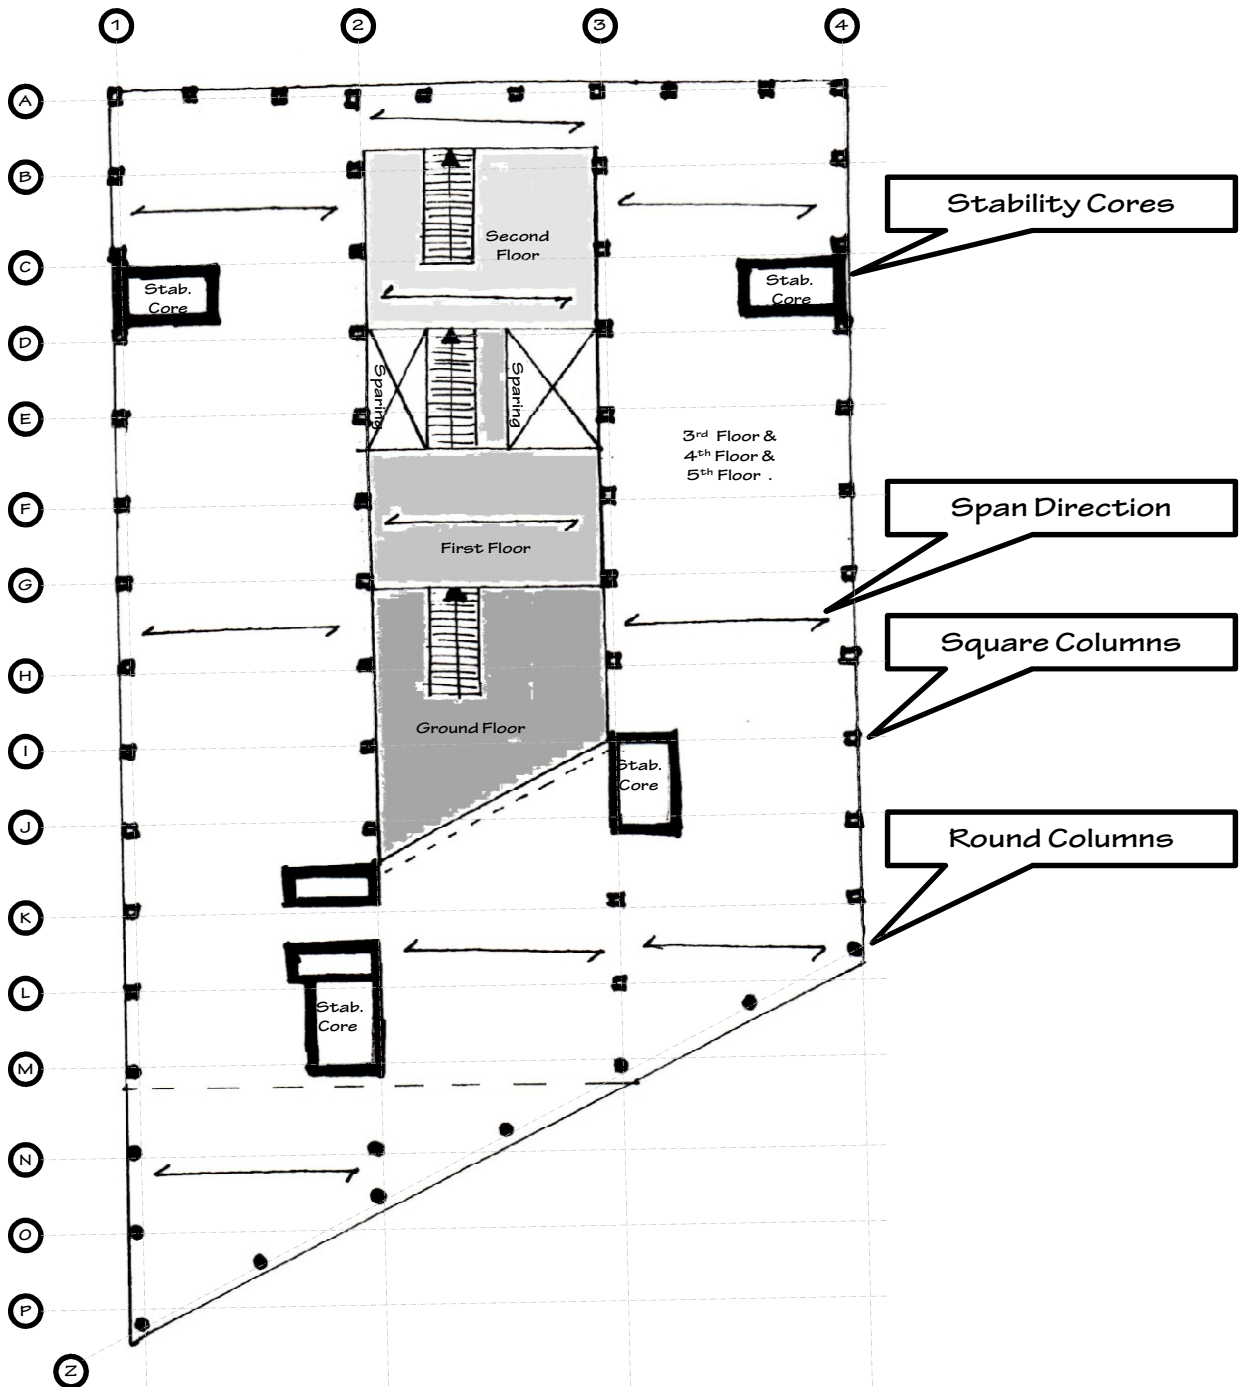 1 2 3 4
A
B
Stability Cores
Second
Floor
C
Stab.
Core
Stab.
Core
D
Sparing
Sparing
E
3rd Floor &
4th Floor &
5th Floor .
F
Span Direction
First Floor
G
Square Columns
H
Ground Floor
I
Stab.
Core
J
Round Columns
K
L
Stab.
Core
M
N
O
P
Z